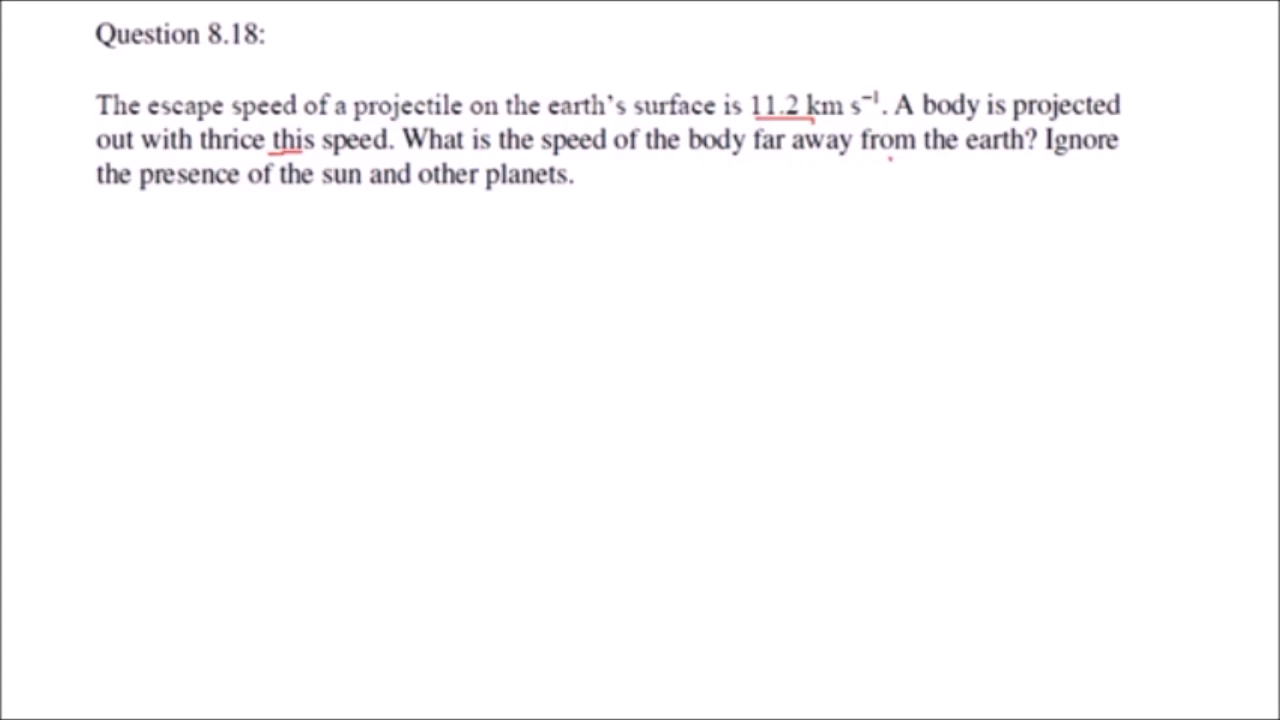 Question 8.18:
The escape speed of a projectile on the earth's surface is 11.2 km s⁻¹. A body is projected
out with thrice this speed. What is the speed of the body far away from the earth? Ignore
the presence of the sun and other planets.